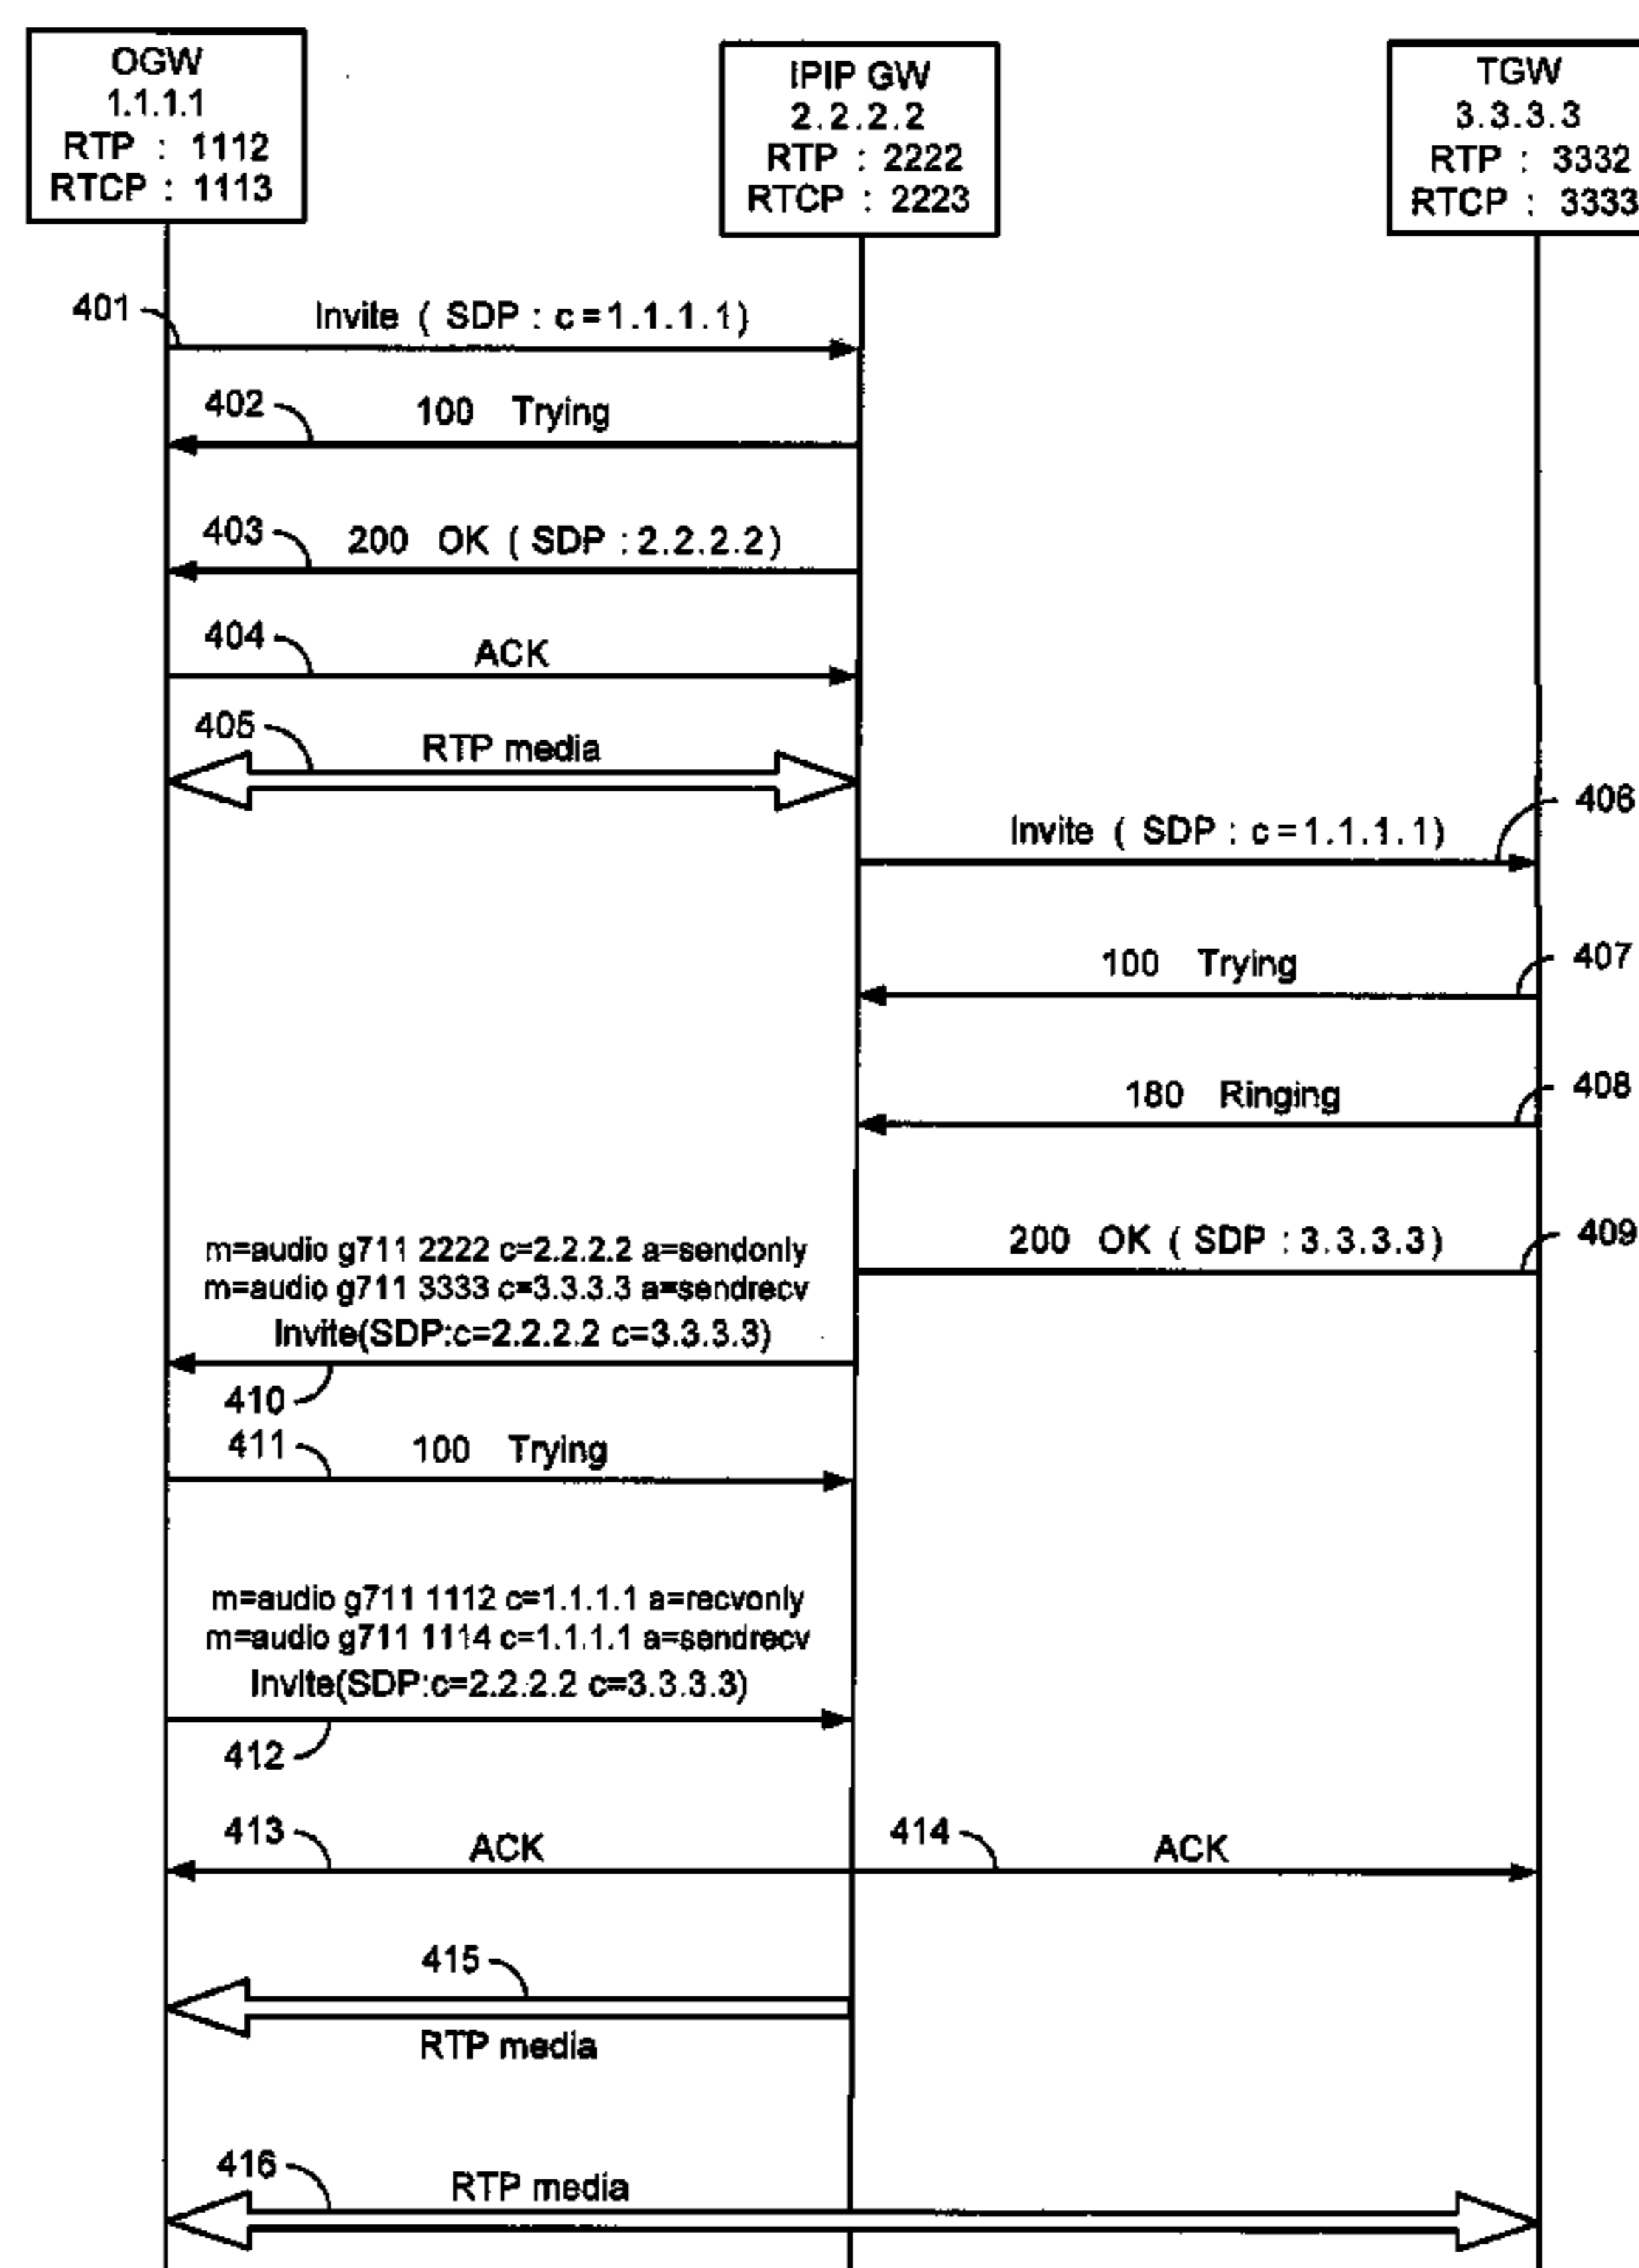 OGW
1.1.1.1
RTP : 1112
RTCP : 1113
IPIP GW
2.2.2.2
RTP : 2222
RTCP : 2223
TGW
3.3.3.3
RTP : 3332
RTCP : 3333
401
Invite ( SDP : c=1.1.1.1)
402
100 Trying
403
200 OK ( SDP : 2.2.2.2)
404
ACK
405
RTP media
406
Invite ( SDP : c=1.1.1.1)
407
100 Trying
408
180 Ringing
409
200 OK ( SDP : 3.3.3.3)
m=audio g711 2222 c=2.2.2.2 a=sendonly
m=audio g711 3333 c=3.3.3.3 a=sendrecv
Invite(SDP:c=2.2.2.2 c=3.3.3.3)
410
411
100 Trying
m=audio g711 1112 c=1.1.1.1 a=recvonly
m=audio g711 1114 c=1.1.1.1 a=sendrecv
Invite(SDP:c=2.2.2.2 c=3.3.3.3)
412
413
ACK
414
ACK
415
RTP media
416
RTP media